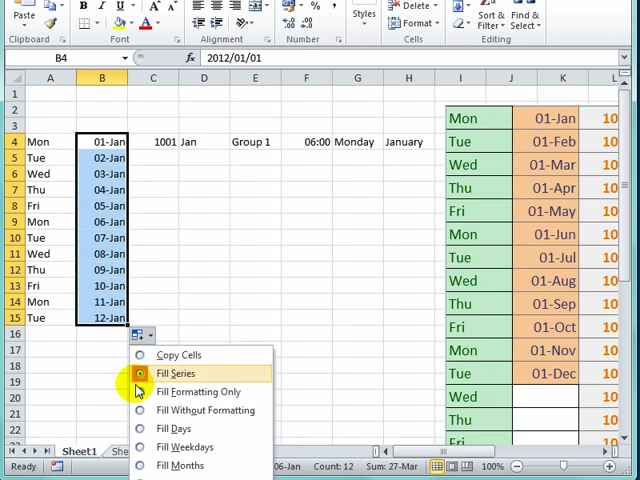 Paste
B I U
Styles
Delete
Format
Sort & Filter
Find & Select
Clipboard Font Alignment Number Cells Editing
B4 fx 2012/01/01
A B C D E F G H I J K L
1
2 Mon 01-Jan 10
3 Tue 01-Feb 10
4 Mon 01-Jan 1001 Jan Group 1 06:00 Monday January
5 Tue 02-Jan Wed 01-Mar 10
6 Wed 03-Jan
7 Thu 04-Jan Thu 01-Apr 10
8 Fri 05-Jan Fri 01-May 10
9 Mon 06-Jan Mon 01-Jun 10
10 Tue 07-Jan Tue 01-Jul 10
11 Wed 08-Jan
12 Thu 09-Jan Wed 01-Aug 10
13 Fri 10-Jan Thu 01-Sep 10
14 Mon 11-Jan
15 Tue 12-Jan Fri 01-Oct 10
16 Mon 01-Nov 10
17
18 Copy Cells Tue 01-Dec 10
19 Fill Series Wed
20 Fill Formatting Only Thu
21 Fill Without Formatting
22 Fill Days Fri
Fill Weekdays
Fill Months
Sheet1 She
Ready 06-Jan Count: 12 Sum: 27-Mar 100%